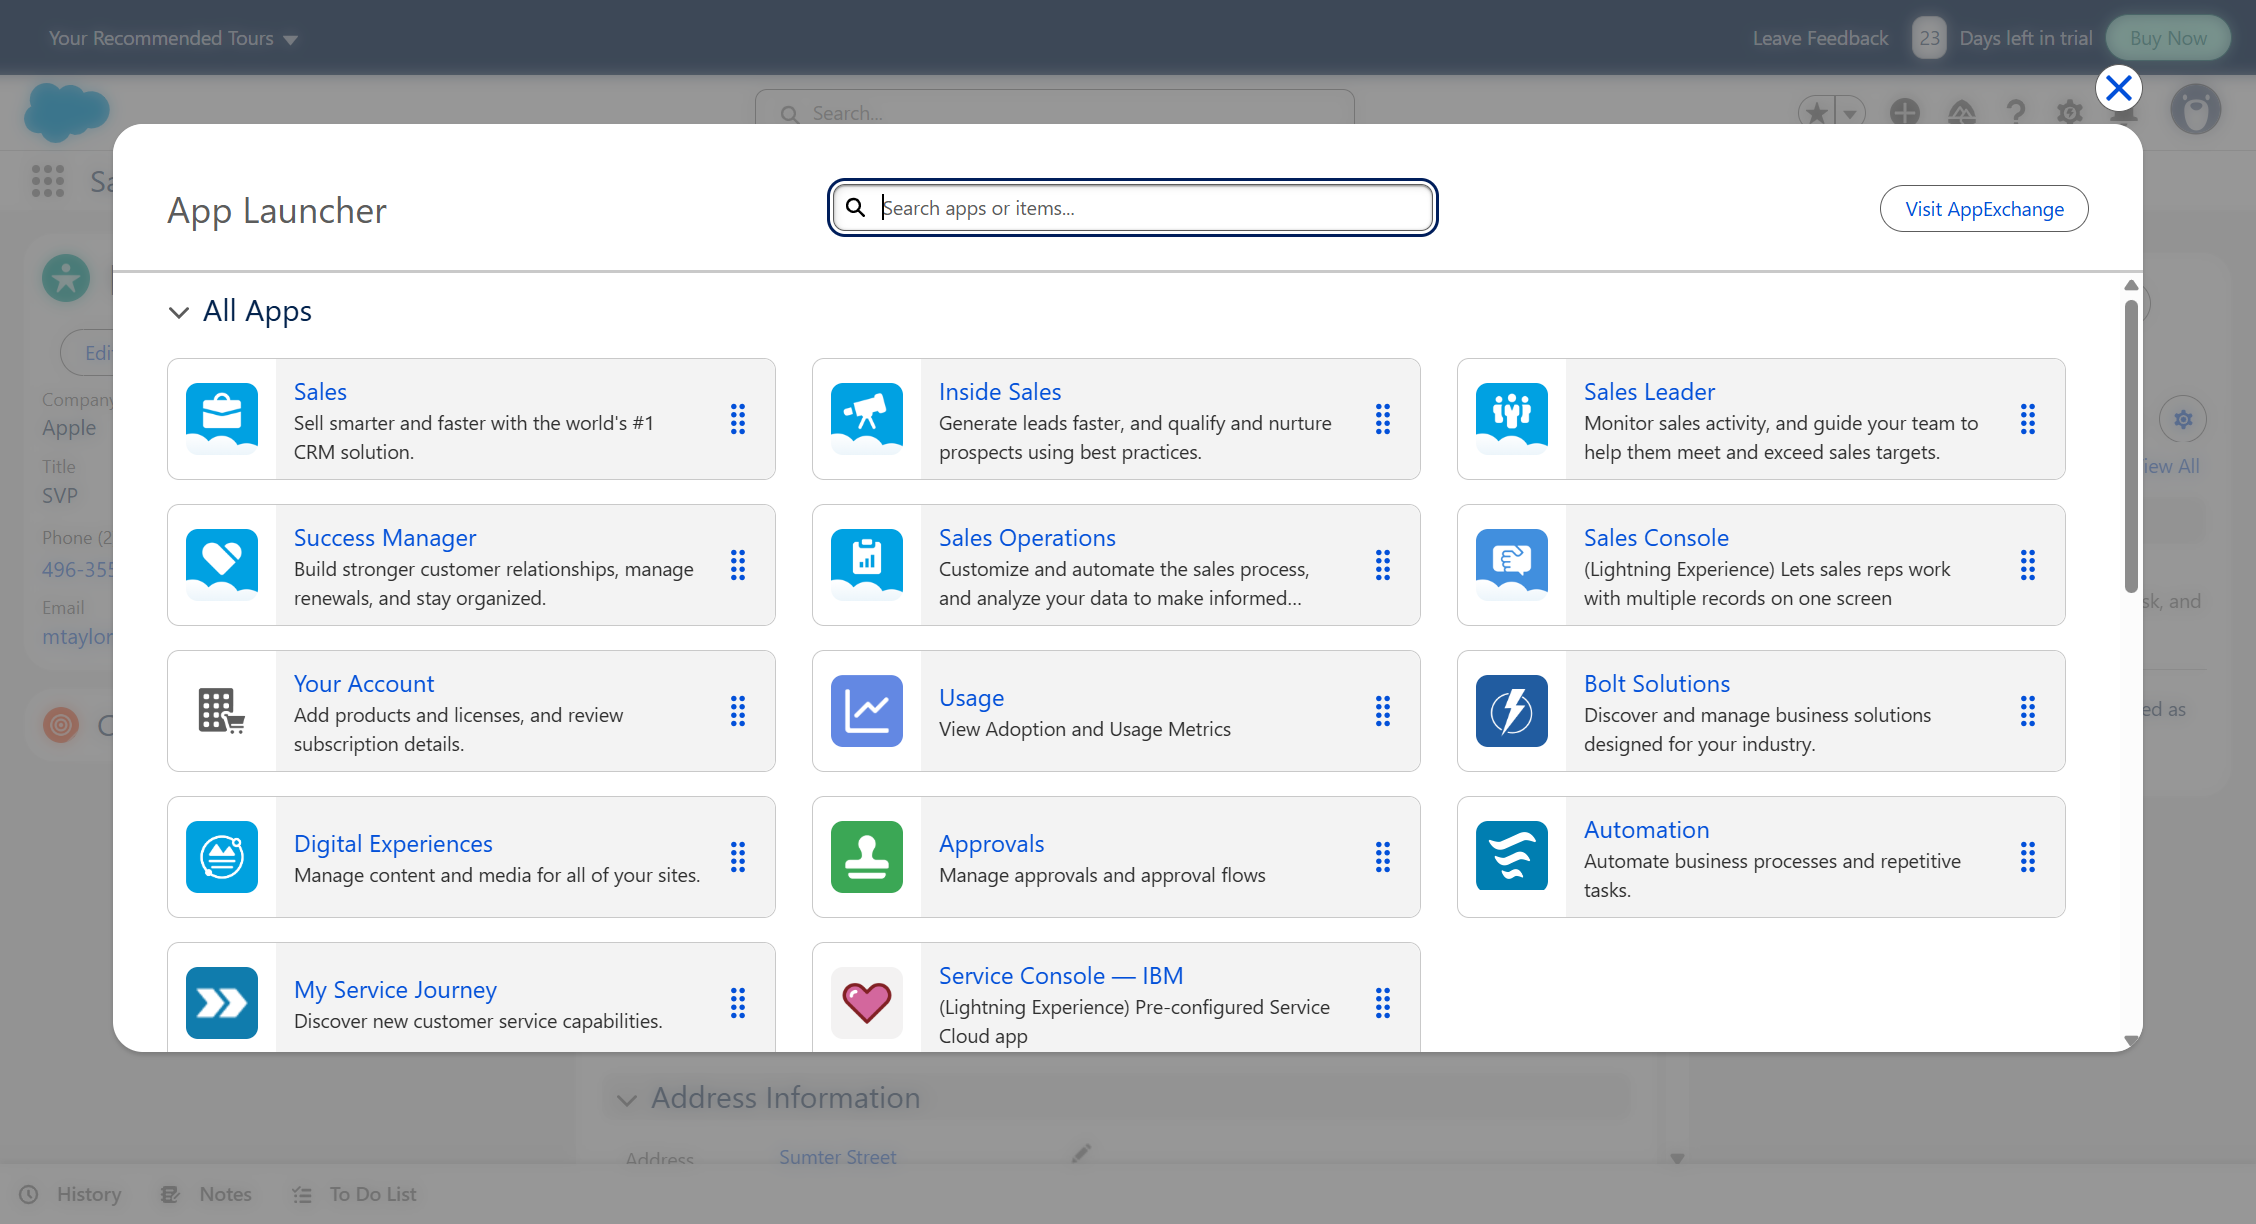 Your Recommended Tours
Leave Feedback
23
Days left in trial
Buy Now
Search...
App Launcher
Search apps or items...
Visit AppExchange
All Apps
Sales
Sell smarter and faster with the world's #1
CRM solution.
Inside Sales
Generate leads faster, and qualify and nurture
prospects using best practices.
Sales Leader
Monitor sales activity, and guide your team to
help them meet and exceed sales targets.
Success Manager
Build stronger customer relationships, manage
renewals, and stay organized.
Sales Operations
Customize and automate the sales process,
and analyze your data to make informed...
Sales Console
(Lightning Experience) Lets sales reps work
with multiple records on one screen
Your Account
Add products and licenses, and review
subscription details.
Usage
View Adoption and Usage Metrics
Bolt Solutions
Discover and manage business solutions
designed for your industry.
Digital Experiences
Manage content and media for all of your sites.
Approvals
Manage approvals and approval flows
Automation
Automate business processes and repetitive
tasks.
My Service Journey
Discover new customer service capabilities.
Service Console — IBM
(Lightning Experience) Pre-configured Service
Cloud app
Company
Apple
Title
SVP
Phone (2
496-355
Email
mtaylor
Address Information
Address
Sumter Street
History
Notes
To Do List